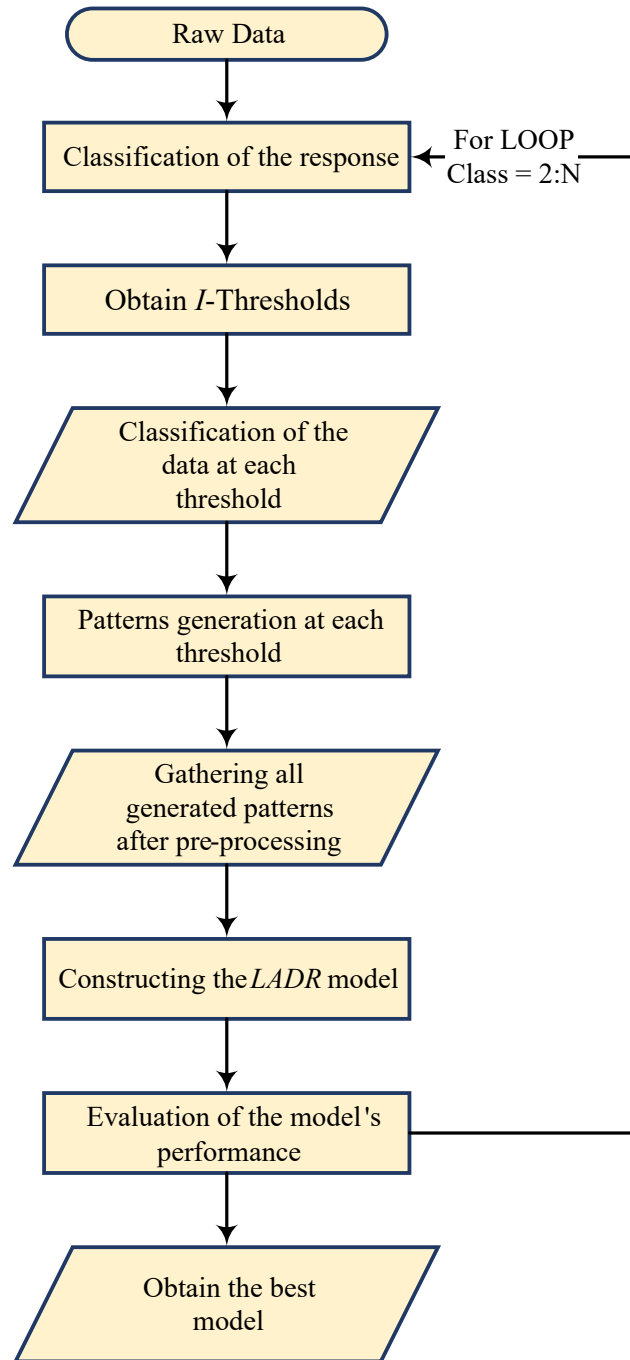 Raw Data
Classification of the response
For LOOP
Class = 2:N
Obtain I-Thresholds
Classification of the
data at each
threshold
Patterns generation at each
threshold
Gathering all
generated patterns
after pre-processing
Constructing the LADR model
Evaluation of the model's
performance
Obtain the best
model